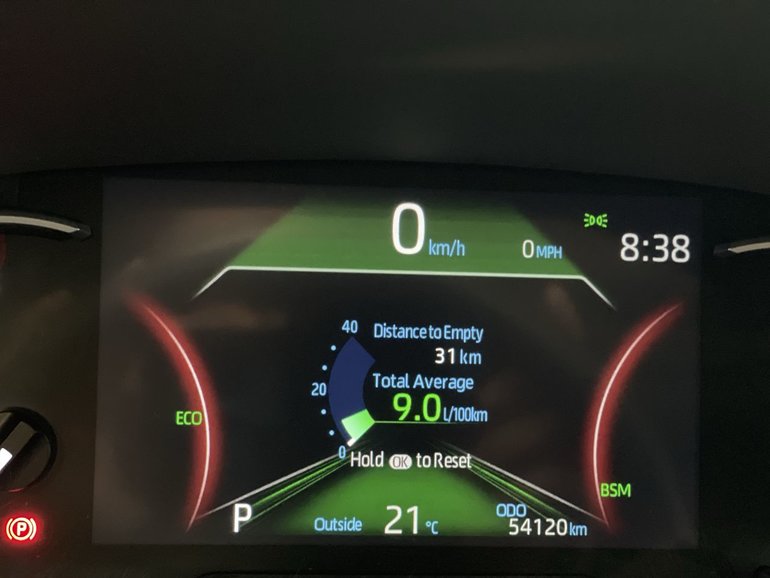 0 km/h 0 MPH
8:38
40 Distance to Empty
31 km
20 Total Average
9.0 L/100km
0 Hold OK to Reset
ECO
BSM
P
Outside 21 °C
ODO
54120 km
P